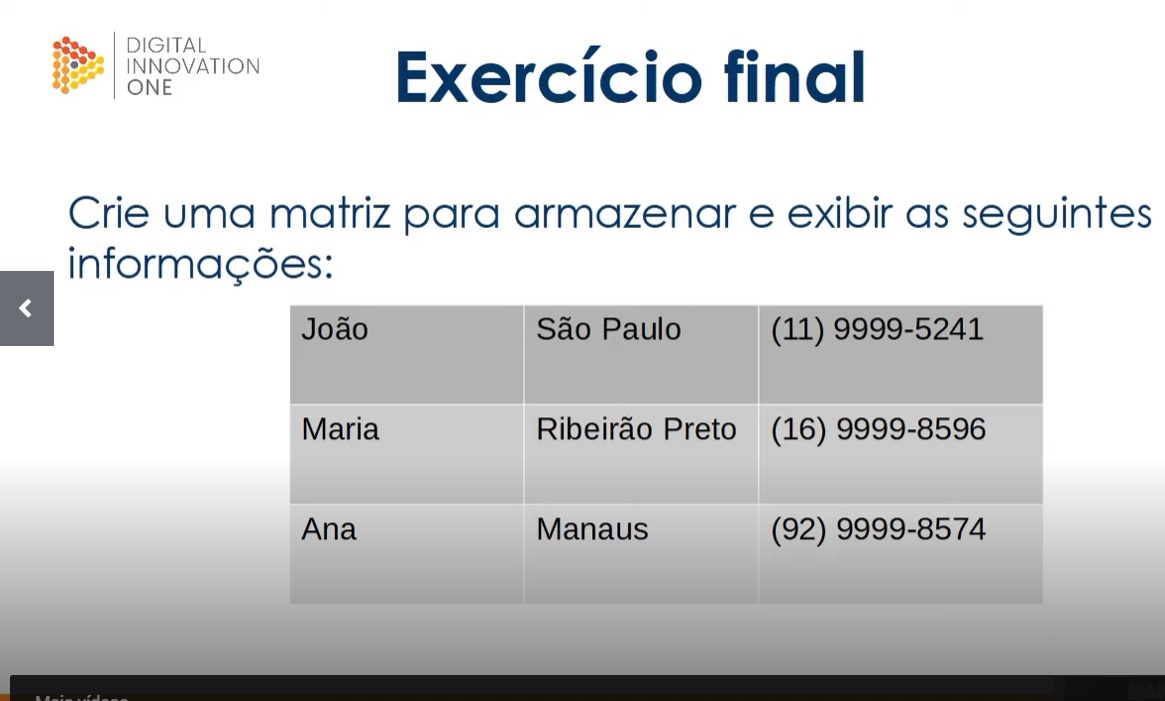 DIGITAL
INNOVATION
ONE
Exercício final
Crie uma matriz para armazenar e exibir as seguintes
informações:
João São Paulo (11) 9999-5241
Maria Ribeirão Preto (16) 9999-8596
Ana Manaus (92) 9999-8574
Mais vídeos